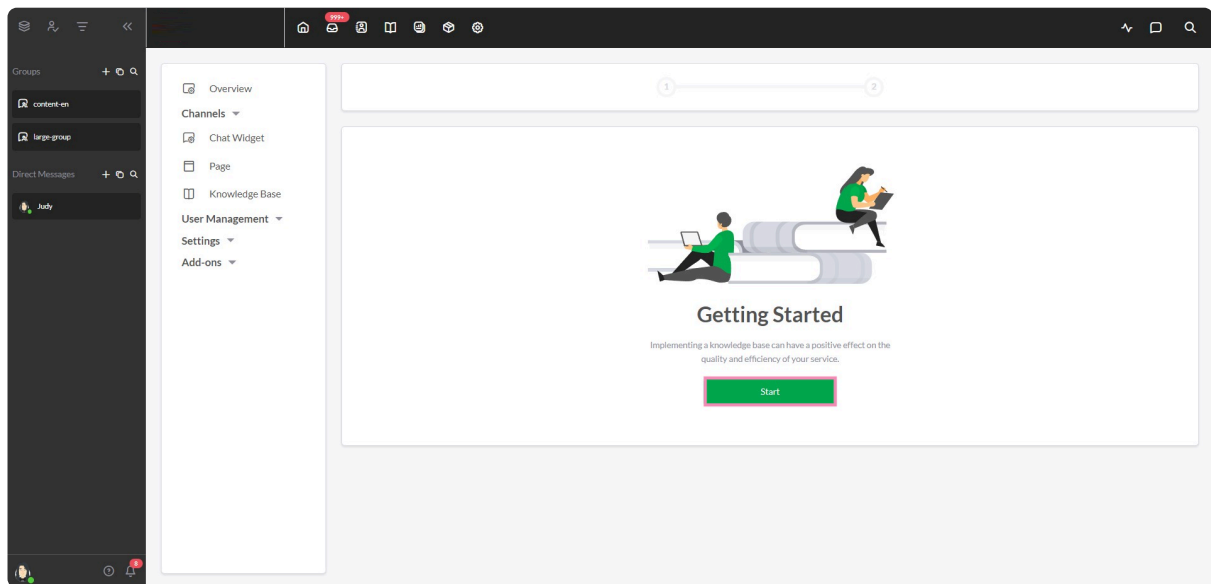 999+
Groups
content-en
large-group
Direct Messages
Judy
8
Overview
Channels
Chat Widget
Page
Knowledge Base
User Management
Settings
Add-ons
1
2
Getting Started
Implementing a knowledge base can have a positive effect on the
quality and efficiency of your service.
Start